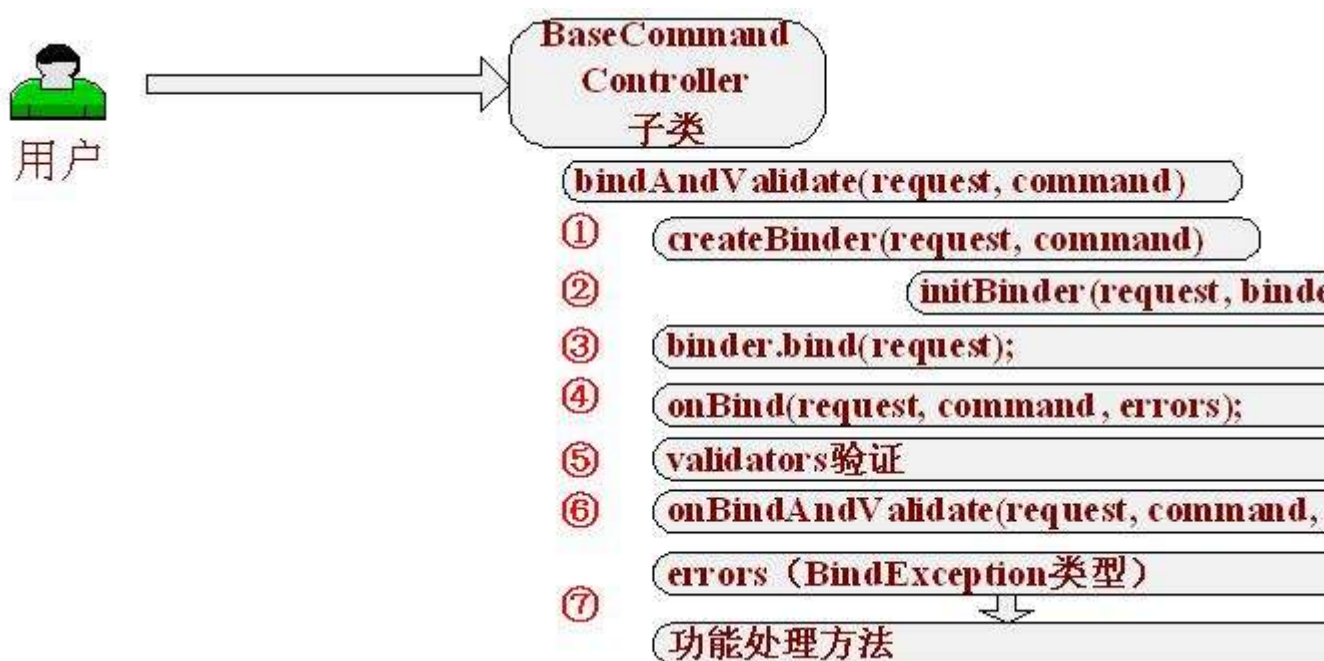 BaseCommand
Controller
子类
用户
bindAndValidate(request, command)
① createBinder(request, command)
② initBinder(request, binde
③ binder.bind(request);
④ onBind(request, command, errors);
⑤ validators验证
⑥ onBindAndValidate(request, command,
errors（BindException类型）
⑦
功能处理方法